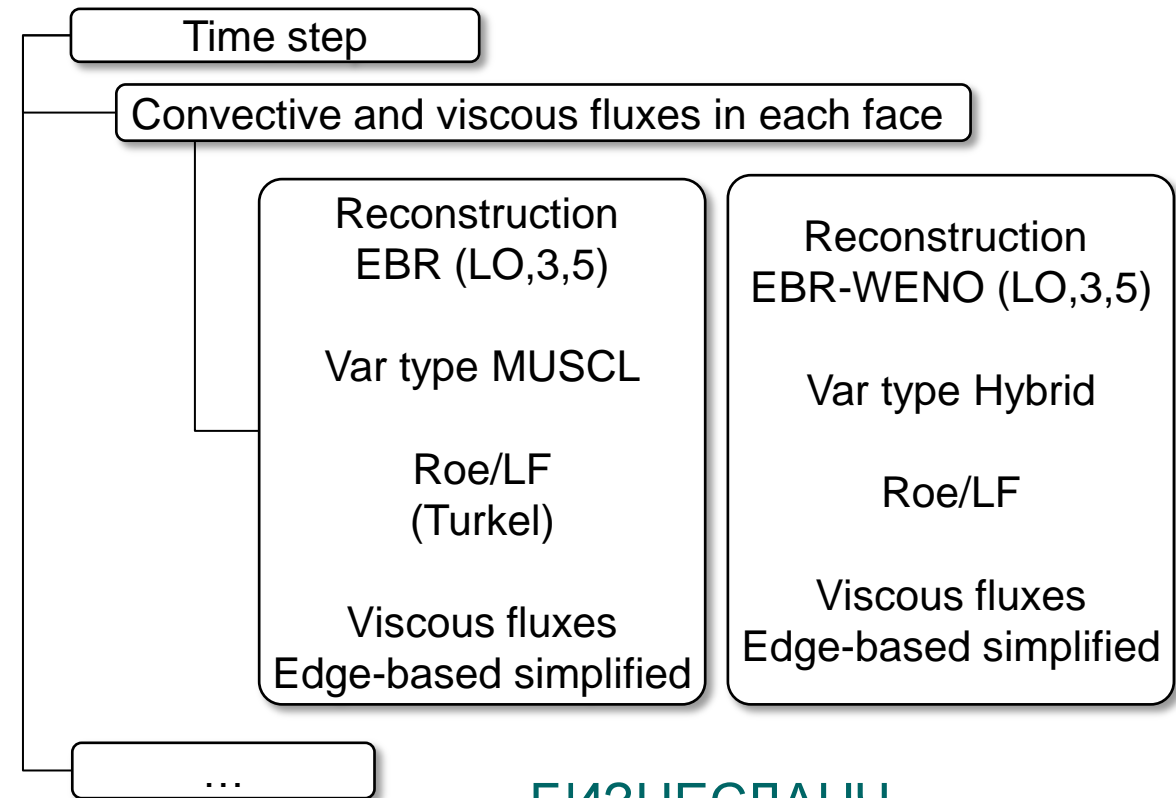 Time step
Convective and viscous fluxes in each face
Reconstruction
EBR (LO,3,5)
Var type MUSCL
Roe/LF
(Turkel)
Viscous fluxes
Edge-based simplified
Reconstruction
EBR-WENO (LO,3,5)
Var type Hybrid
Roe/LF
Viscous fluxes
Edge-based simplified
...